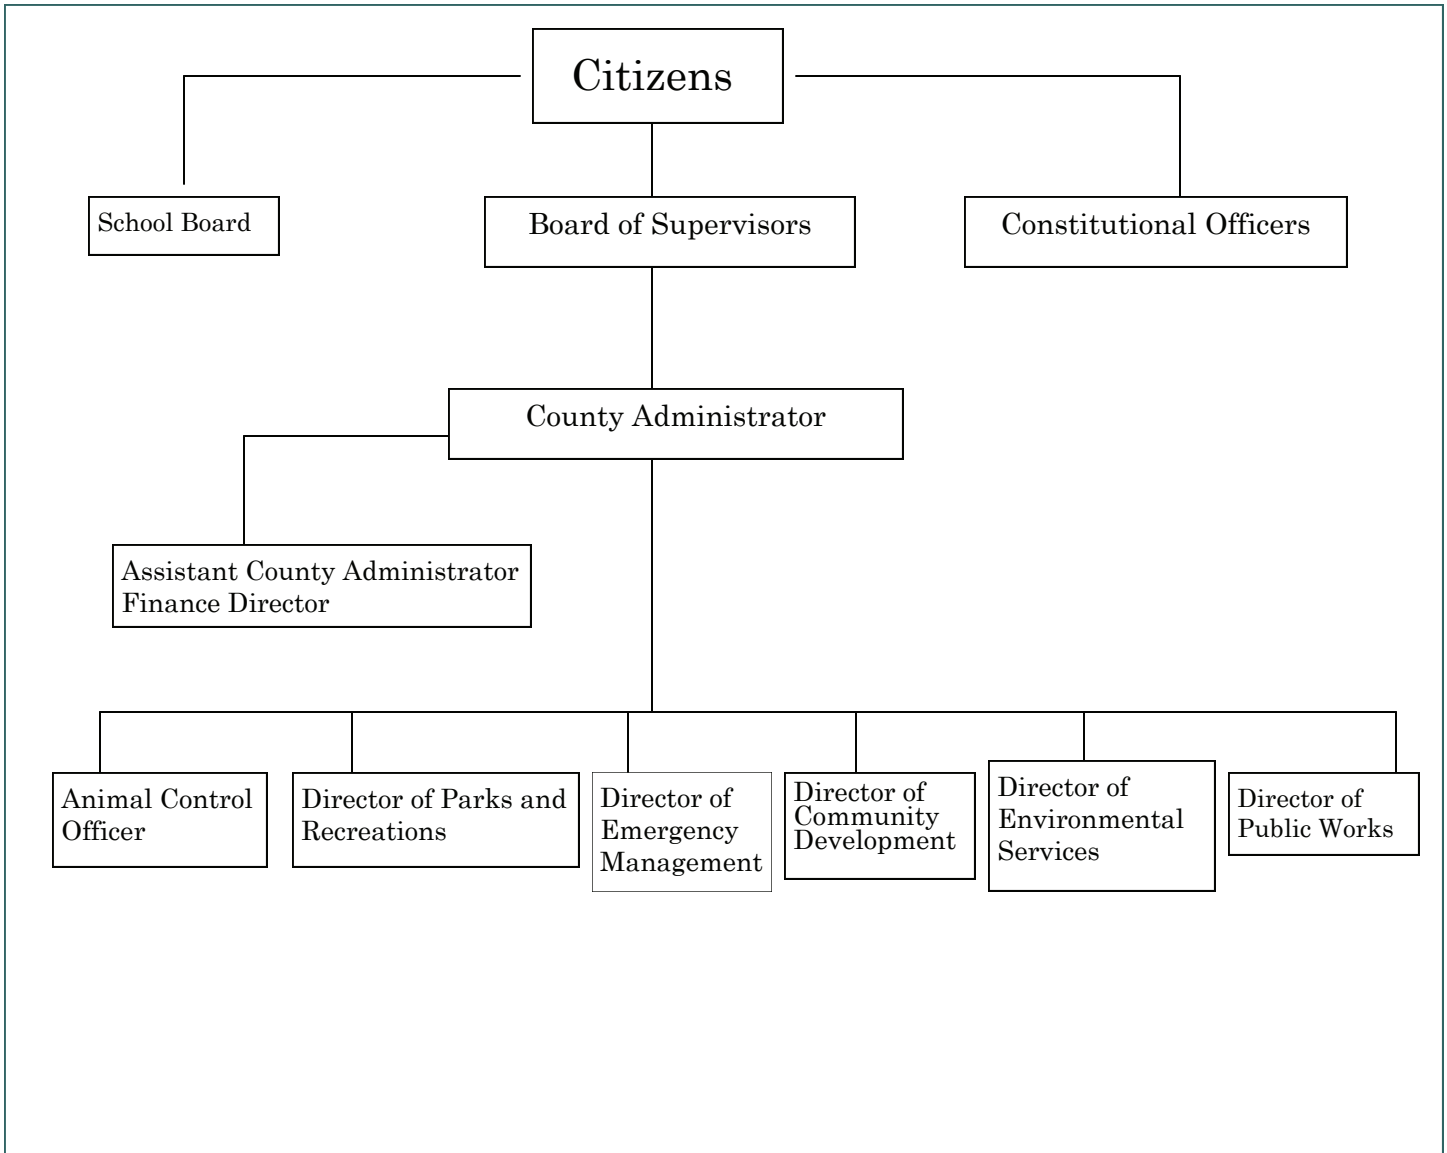 Citizens
School Board
Board of Supervisors
Constitutional Officers
County Administrator
Assistant County Administrator
Finance Director
Animal Control
Officer
Director of Parks and
Recreations
Director of
Emergency
Management
Director of
Community
Development
Director of
Environmental
Services
Director of
Public Works